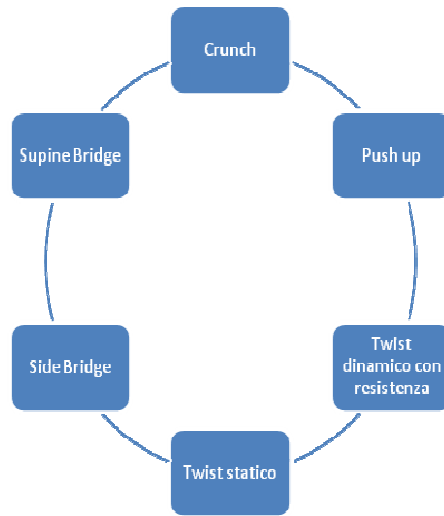 Crunch
Push up
Twist
dinamico con
resistenza
Twist statico
Side Bridge
Supine Bridge